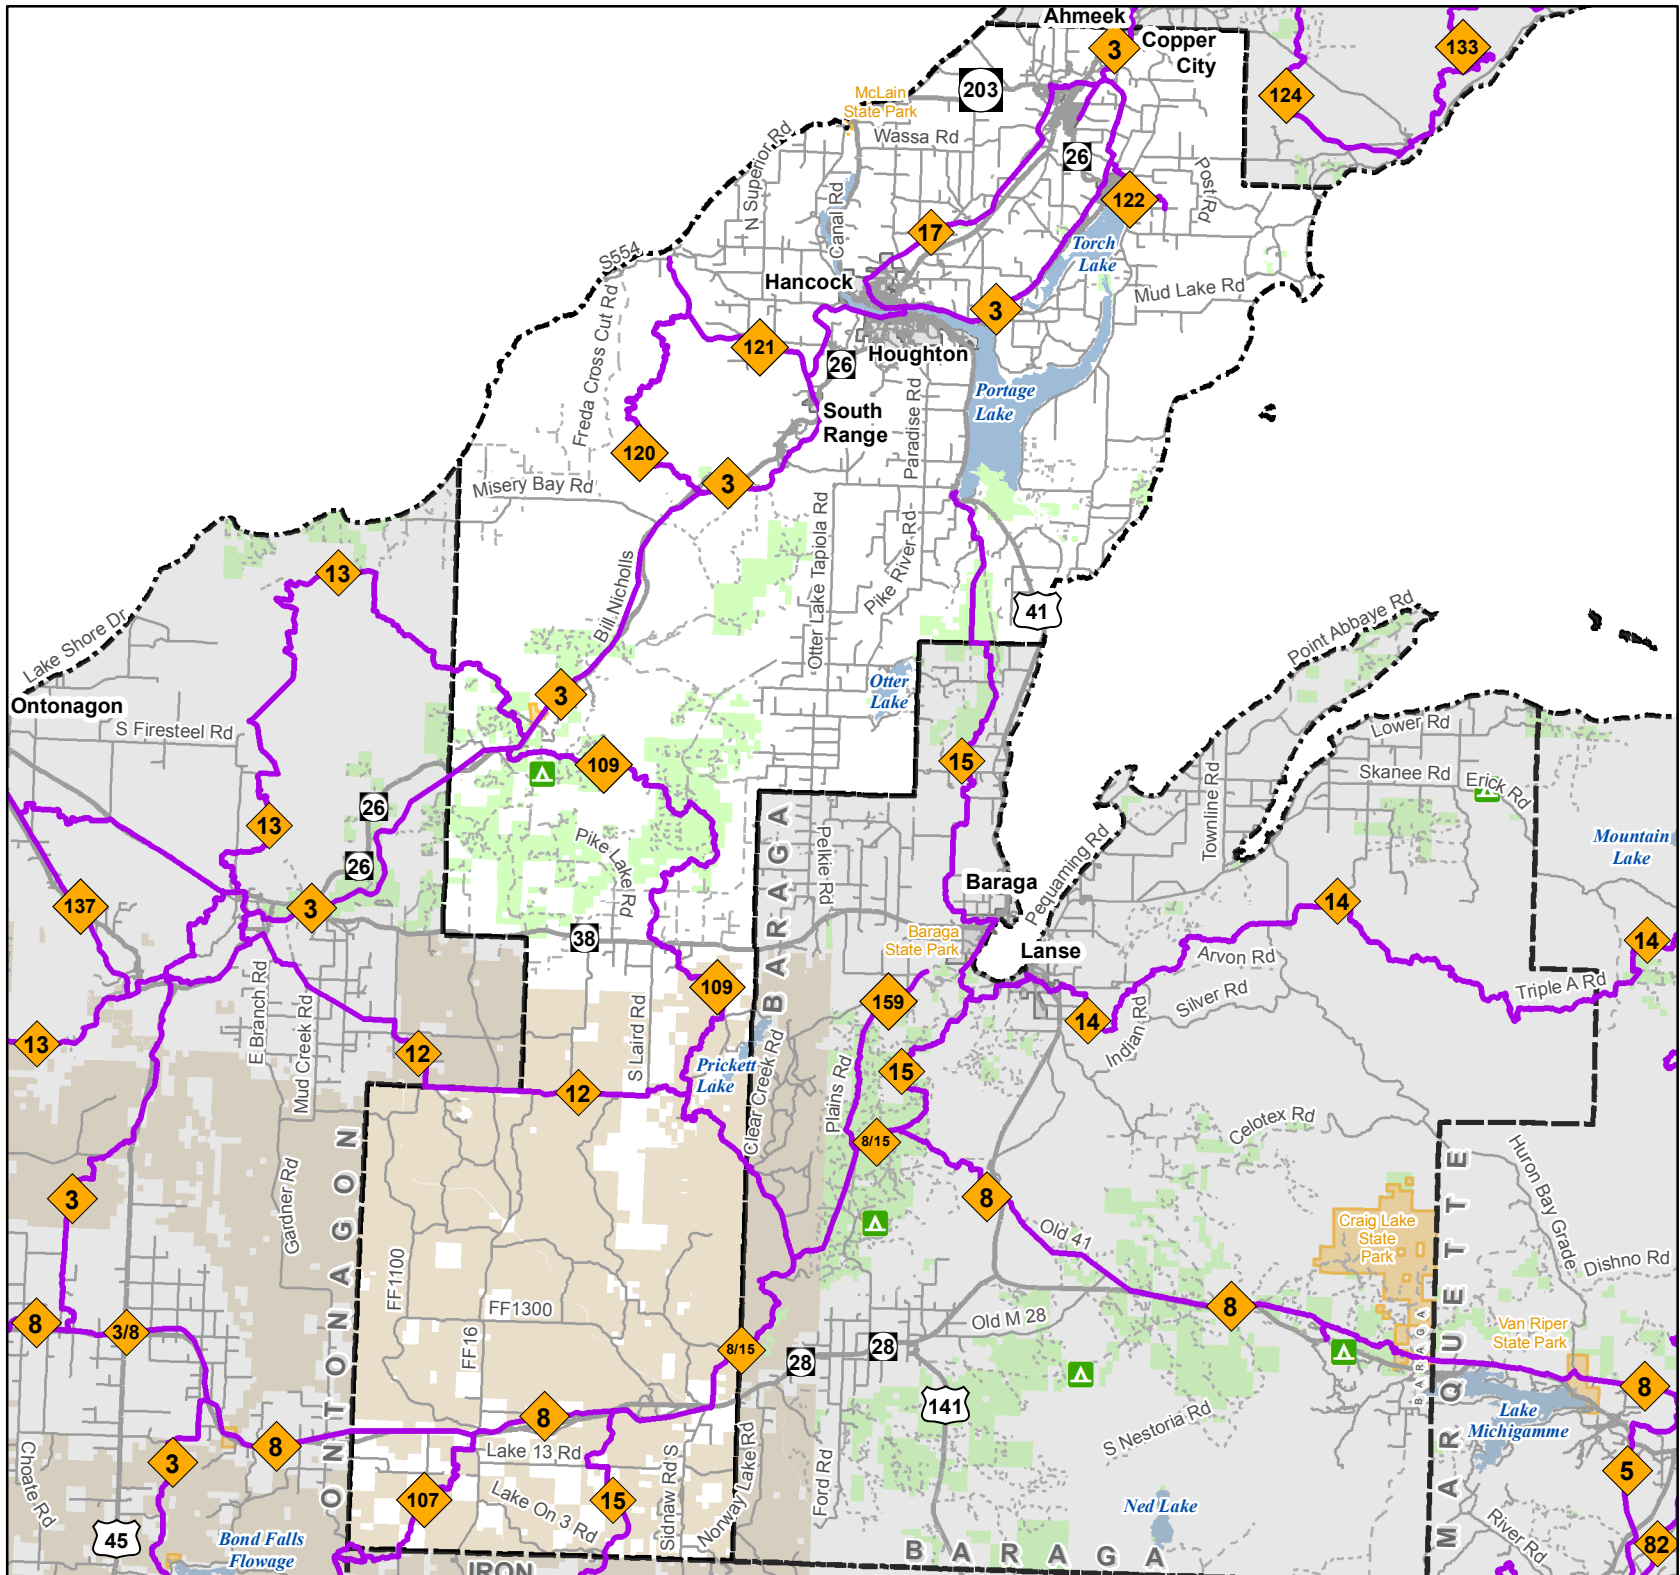 Ahmeek
3
Copper
City
133
203
124
McLain
State Park
Wassa Rd
N Superior Rd
26
Post Rd
Canal Rd
122
17
Torch
Lake
S554
Hancock
Mud Lake Rd
3
Freda Cross Cut Rd
121
Houghton
26
Portage
Lake
Paradise Rd
South
Range
120
3
Misery Bay Rd
Otter Lake Tapiola Rd
Pike River Rd
13
Bill Nicholls
41
Point Abbaye Rd
Lake Shore Dr
Otter
Lake
3
Ontonagon
S Firesteel Rd
Lower Rd
15
109
Skanee Rd
Erick Rd
26
13
Townline Rd
Mountain
Lake
26
Pike Lake Rd
BARAGA
Pelkie Rd
Pequaming Rd
Baraga
137
3
14
38
Baraga
State Park
Lanse
14
Arvon Rd
Triple A Rd
109
159
Silver Rd
E Branch Rd
Mud Creek Rd
S Laird Rd
14
Indian Rd
13
12
Prickett
Lake
Clear Creek Rd
Plains Rd
15
12
Celotex Rd
8/15
Huron Bay Grade
Gardner Rd
3
8
Old 41
Craig Lake
State
Park
Dishno Rd
FF1100
FF1300
8
Old M 28
8
3/8
FF16
8/15
28
28
Van Riper
State Park
BARAGA
MARQUETTE
8
141
8
8
Lake
Michigamme
S Nestoria Rd
ONTONAGON
Lake 13 Rd
3
5
Choate Rd
107
Lake On 3 Rd
15
Sidnaw Rd S
Norway Lake Rd
Ford Rd
Ned Lake
River Rd
45
Bond Falls
Flowage
82
BARAGA
IRON